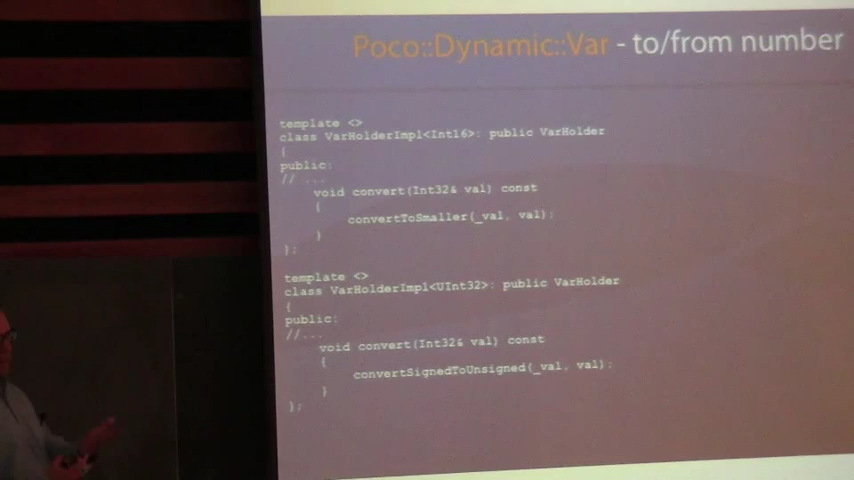 Poco::Dynamic::Var - to/from number
template <>
class VarHolderImpl<Int16>: public VarHolder
{
public:
// ...
void convert(Int32& val) const
{
convertToSmaller(_val, val);
}
};
template <>
class VarHolderImpl<UInt32>: public VarHolder
{
public:
//...
void convert(Int32& val) const
{
convertSignedToUnsigned(_val, val);
}
};